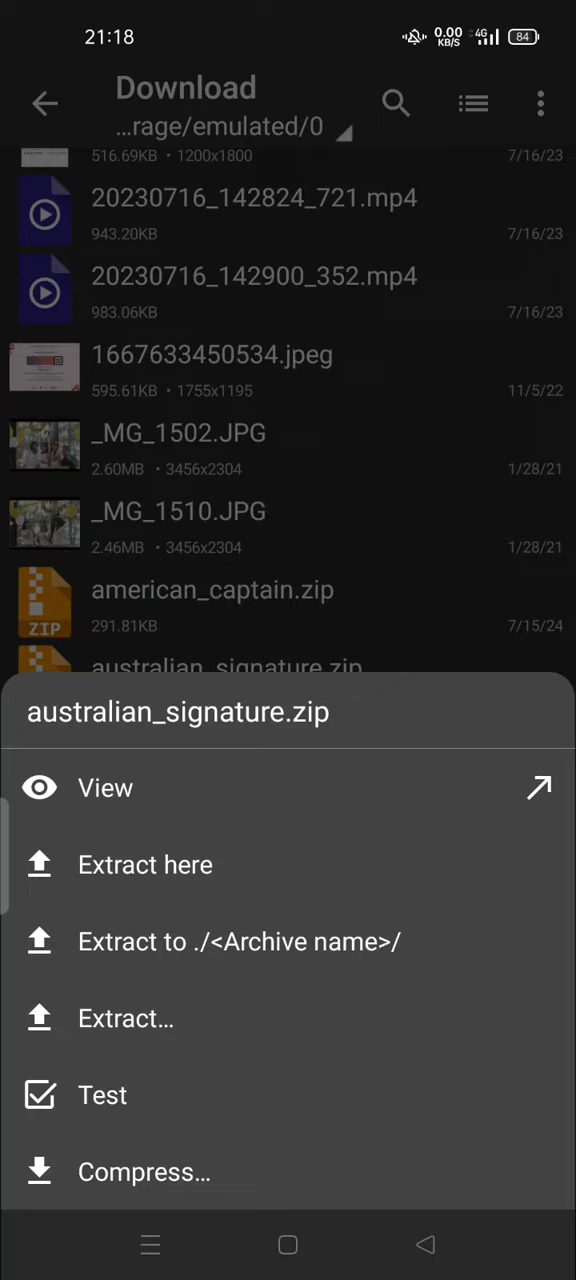 21:18
0.00
KB/S
4G
84
Download
...rage/emulated/0
516.69KB • 1200x1800 7/16/23
20230716_142824_721.mp4
943.20KB 7/16/23
20230716_142900_352.mp4
983.06KB 7/16/23
1667633450534.jpeg
595.61KB • 1755x1195 11/5/22
_MG_1502.JPG
2.60MB • 3456x2304 1/28/21
_MG_1510.JPG
2.46MB • 3456x2304 1/28/21
american_captain.zip
ZIP
291.81KB 7/15/24
australian_signature.zip
australian_signature.zip
View
Extract here
Extract to ./<Archive name>/
Extract...
Test
Compress...